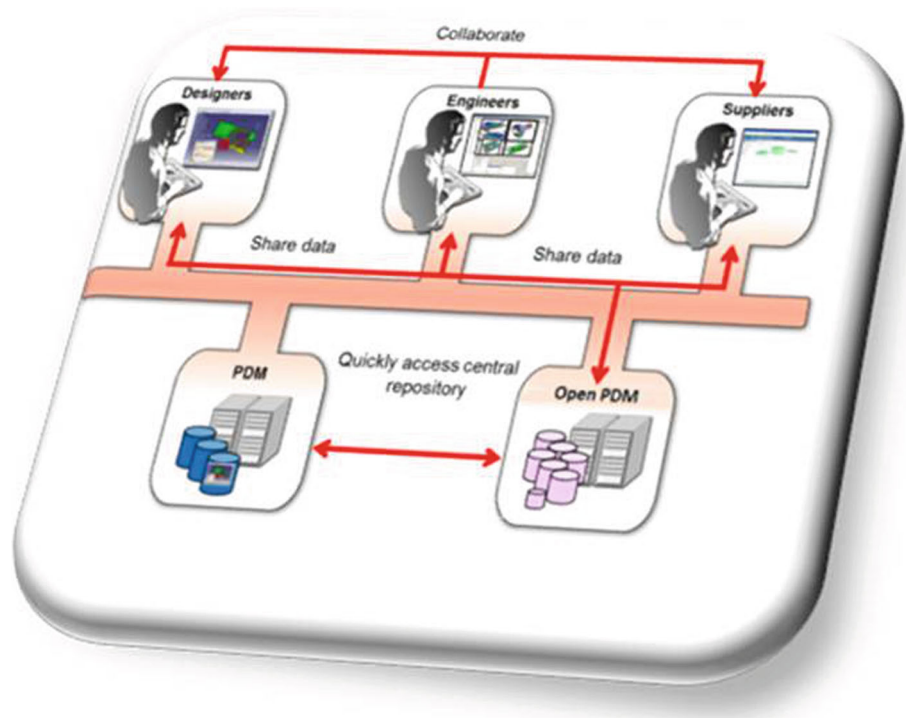 Collaborate
Designers
Engineers
Suppliers
Share data
Share data
PDM
Quickly access central
repository
Open PDM